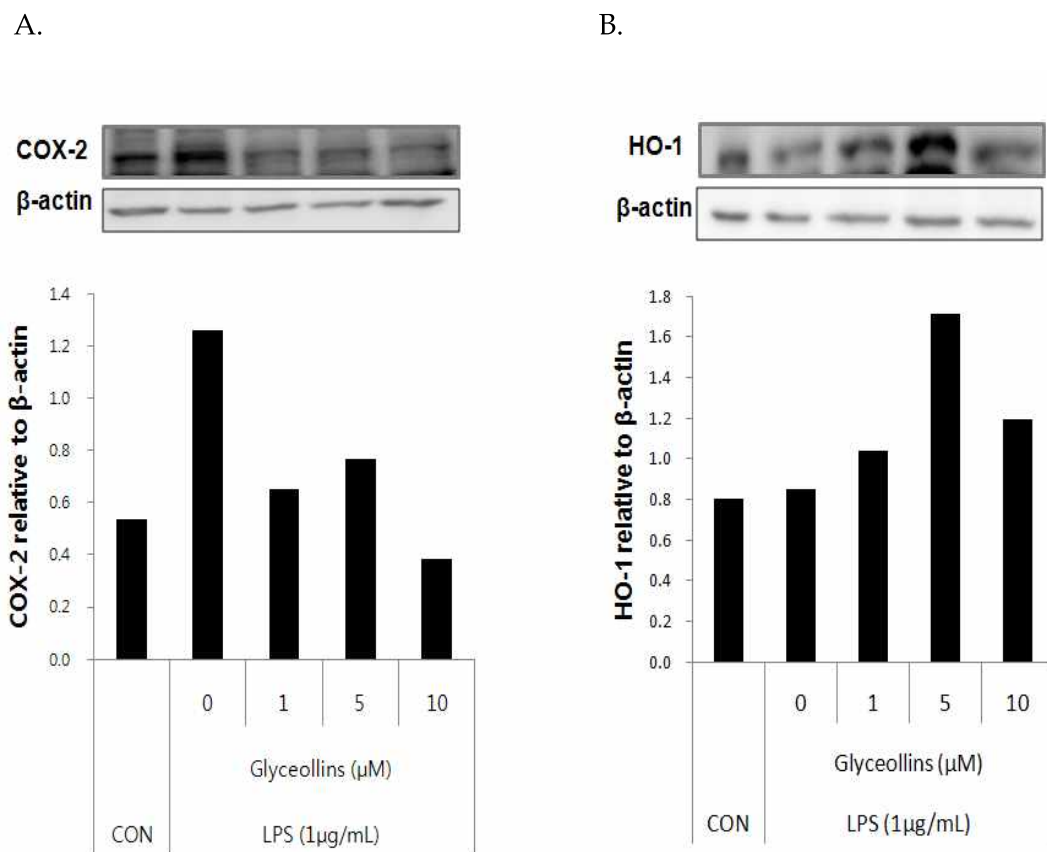 A.
COX-2
β-actin
COX-2 relative to β-actin
1.4
1.2
1.0
0.8
0.6
0.4
0.2
0.0
0 1 5 10
Glyceollins (µM)
CON LPS (1µg/mL)
B.
HO-1
β-actin
HO-1 relative to β-actin
1.8
1.6
1.4
1.2
1.0
0.8
0.6
0.4
0.2
0.0
0 1 5 10
Glyceollins (µM)
CON LPS (1µg/mL)